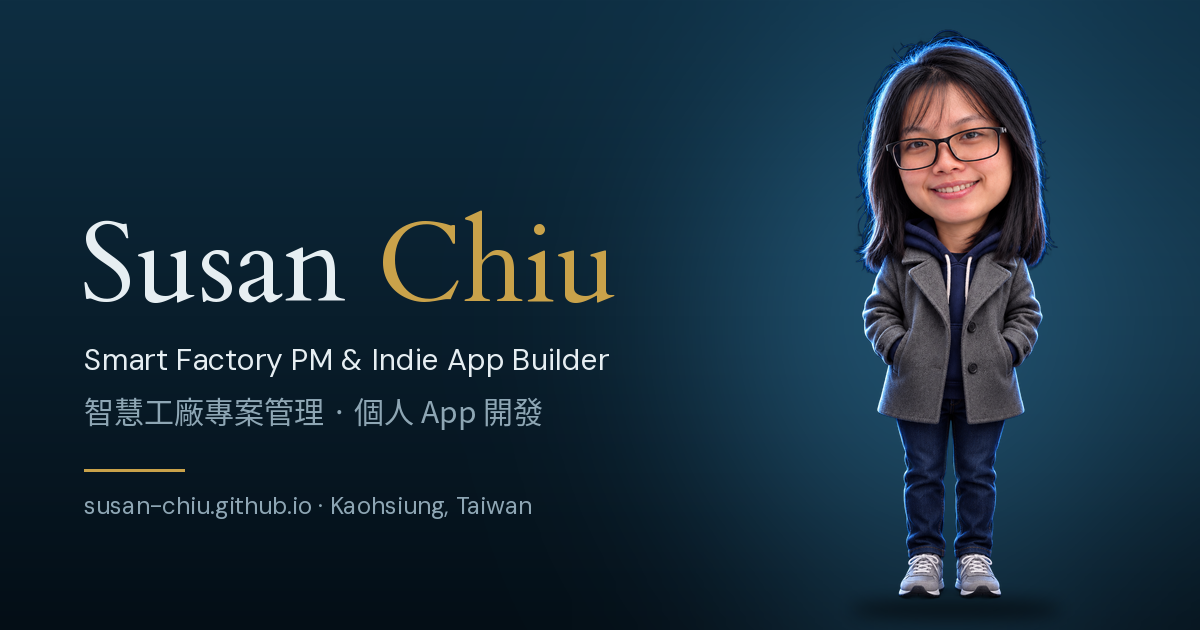 Susan Chiu
Smart Factory PM & Indie App Builder
智慧工廠專案管理 · 個人 App 開發
susan-chiu.github.io · Kaohsiung, Taiwan